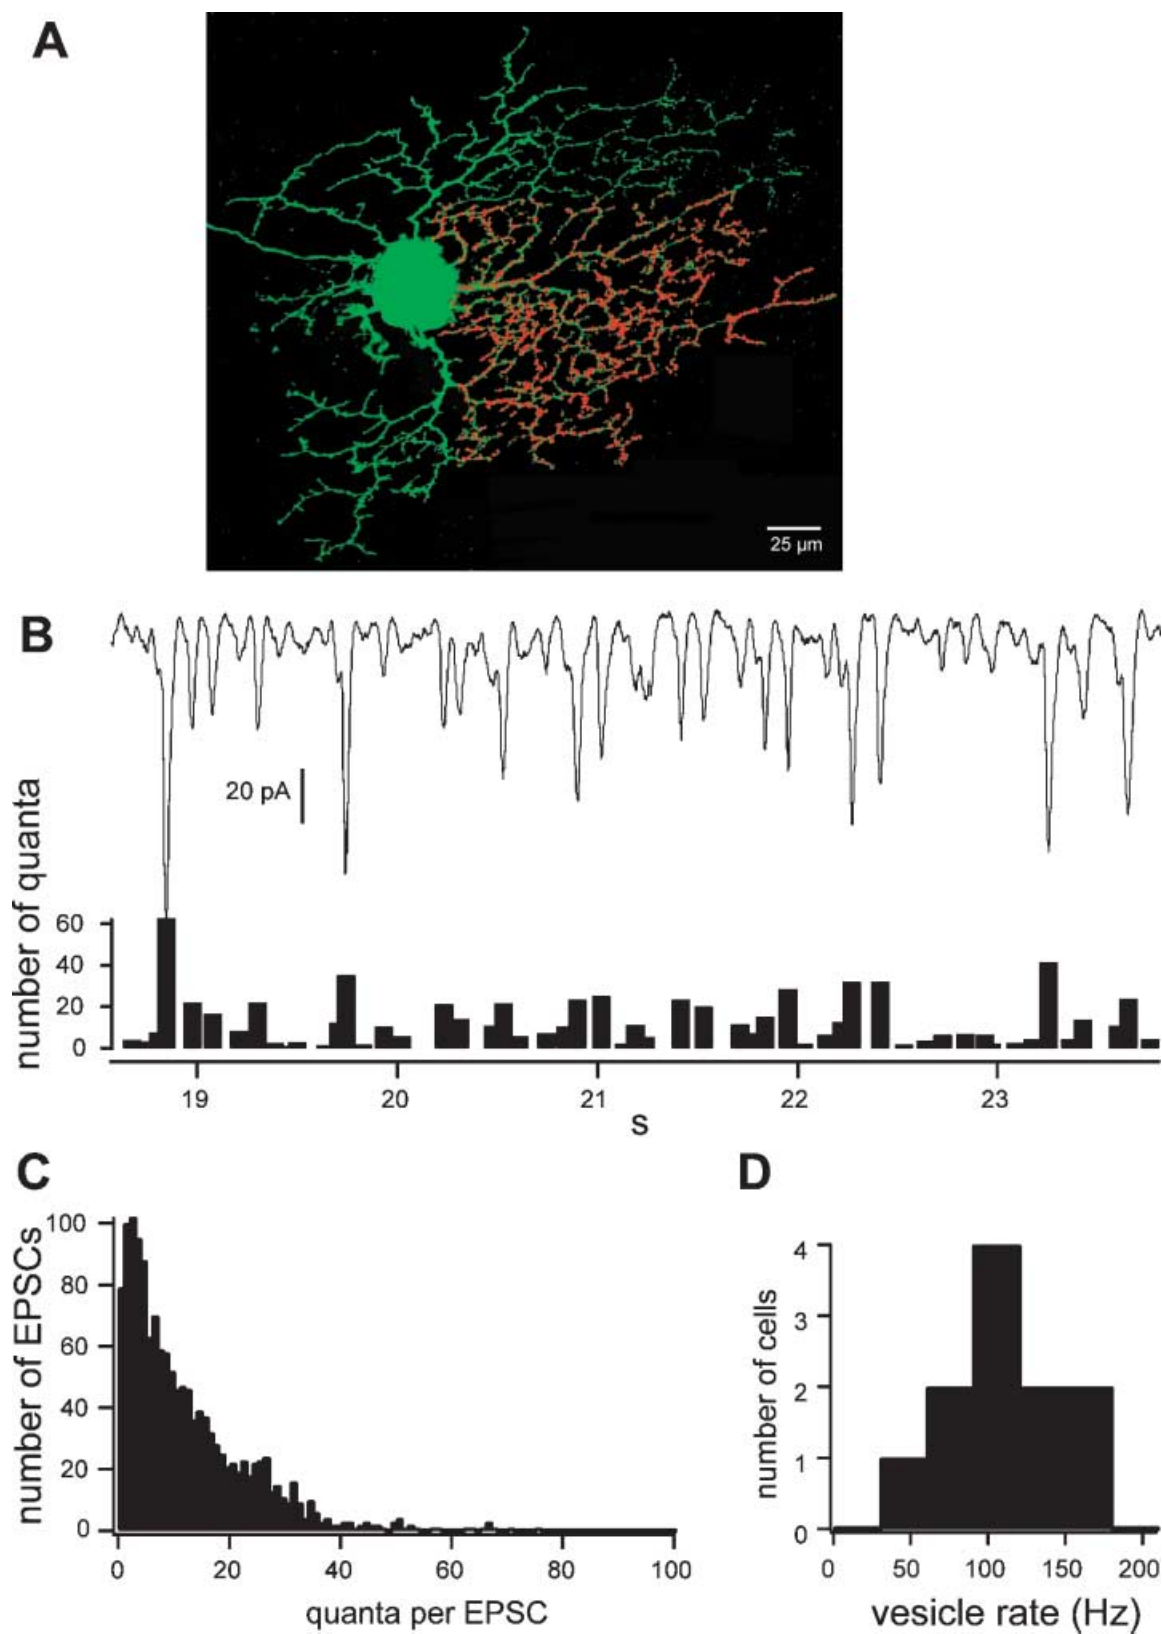 A
25 µm
B
20 pA
number of quanta
60
40
20
0
19 20 21 22 23
s
C
number of EPSCs
100
80
60
40
20
0
0 20 40 60 80 100
quanta per EPSC
D
number of cells
4
3
2
1
0
0 50 100 150 200
vesicle rate (Hz)